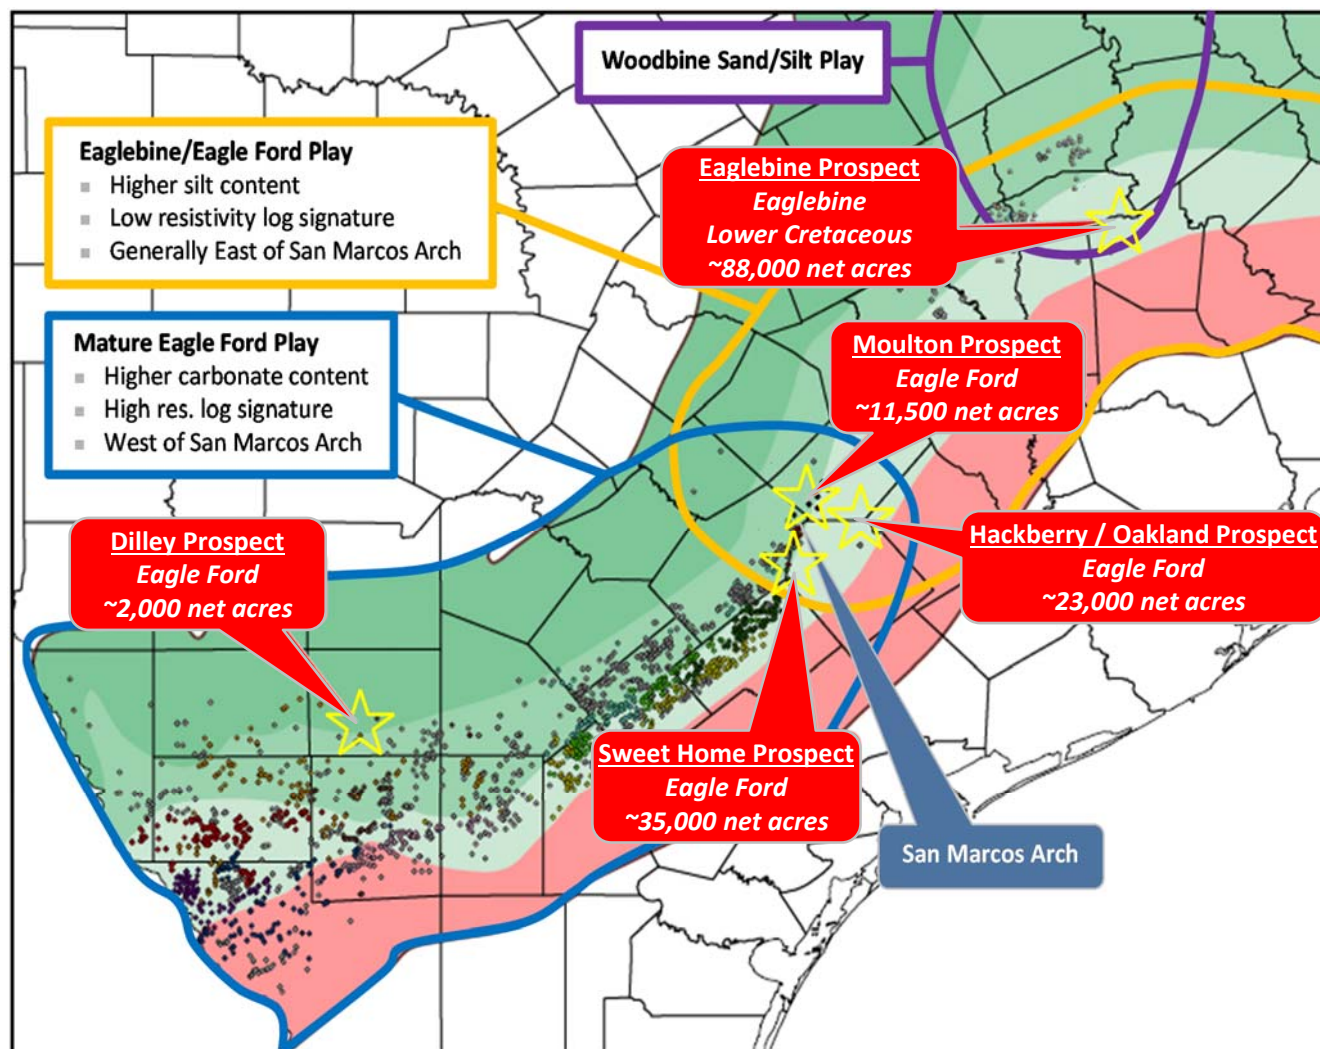 Woodbine Sand/Silt Play
Eaglebine/Eagle Ford Play
Higher silt content
Low resistivity log signature
Generally East of San Marcos Arch
Eaglebine Prospect
Eaglebine
Lower Cretaceous
~88,000 net acres
Mature Eagle Ford Play
Higher carbonate content
High res. log signature
West of San Marcos Arch
Moulton Prospect
Eagle Ford
~11,500 net acres
Dilley Prospect
Eagle Ford
~2,000 net acres
Hackberry / Oakland Prospect
Eagle Ford
~23,000 net acres
Sweet Home Prospect
Eagle Ford
~35,000 net acres
San Marcos Arch